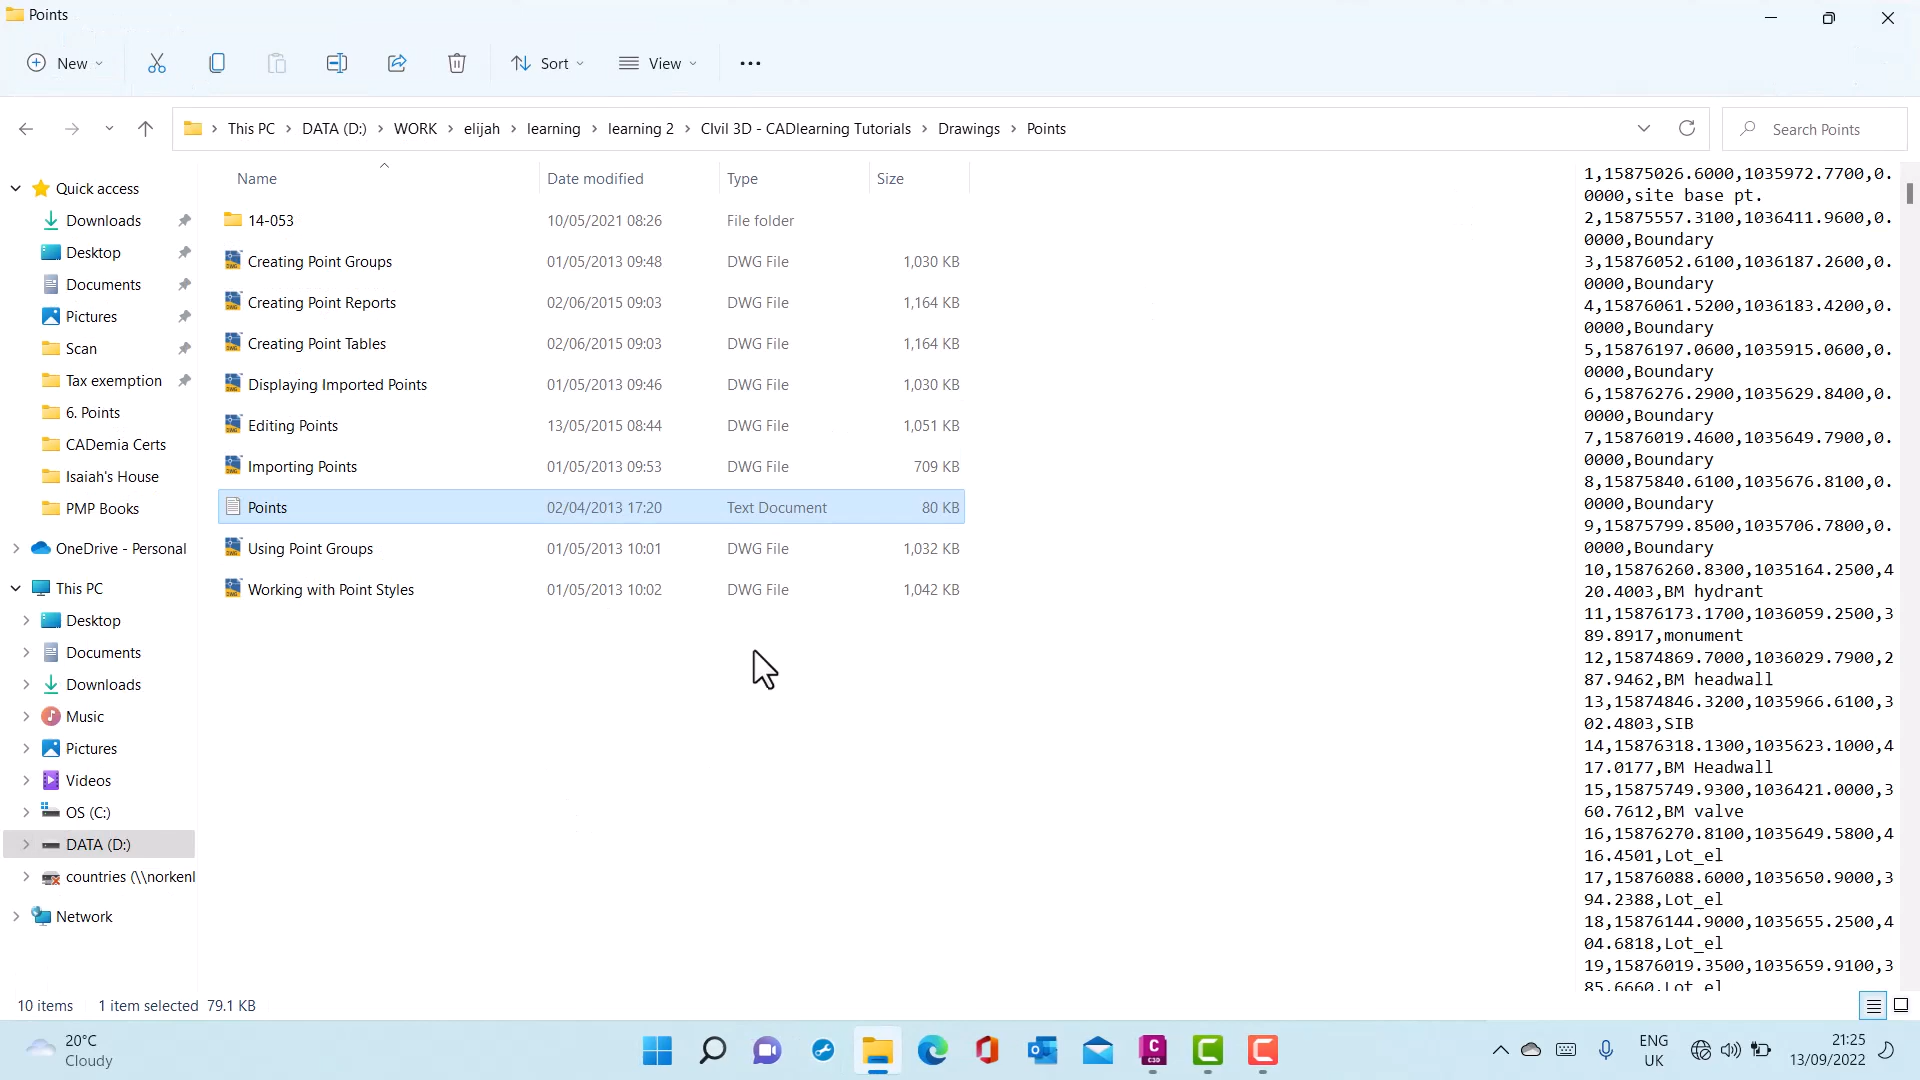 Points
New
Sort
View
This PC > DATA (D:) > WORK > elijah > learning > learning 2 > CIvil 3D - CADlearning Tutorials > Drawings > Points
Search Points
Quick access
Downloads
Desktop
Documents
Pictures
Scan
Tax exemption
6. Points
CADemia Certs
Isaiah's House
PMP Books
OneDrive - Personal
This PC
Desktop
Documents
Downloads
Music
Pictures
Videos
OS (C:)
DATA (D:)
countries (\\norkenl
Network
Name Date modified Type Size
14-053 10/05/2021 08:26 File folder
Creating Point Groups 01/05/2013 09:48 DWG File 1,030 KB
Creating Point Reports 02/06/2015 09:03 DWG File 1,164 KB
Creating Point Tables 02/06/2015 09:03 DWG File 1,164 KB
Displaying Imported Points 01/05/2013 09:46 DWG File 1,030 KB
Editing Points 13/05/2015 08:44 DWG File 1,051 KB
Importing Points 01/05/2013 09:53 DWG File 709 KB
Points 02/04/2013 17:20 Text Document 80 KB
Using Point Groups 01/05/2013 10:01 DWG File 1,032 KB
Working with Point Styles 01/05/2013 10:02 DWG File 1,042 KB
1,15875026.6000,1035972.7700,0.
0000,site base pt.
2,15875557.3100,1036411.9600,0.
0000,Boundary
3,15876052.6100,1036187.2600,0.
0000,Boundary
4,15876061.5200,1036183.4200,0.
0000,Boundary
5,15876197.0600,1035915.0600,0.
0000,Boundary
6,15876276.2900,1035629.8400,0.
0000,Boundary
7,15876019.4600,1035649.7900,0.
0000,Boundary
8,15875840.6100,1035676.8100,0.
0000,Boundary
9,15875799.8500,1035706.7800,0.
0000,Boundary
10,15876260.8300,1035164.2500,4
20.4003,BM hydrant
11,15876173.1700,1036059.2500,3
89.8917,monument
12,15874869.7000,1036029.7900,2
87.9462,BM headwall
13,15874846.3200,1035966.6100,3
02.4803,SIB
14,15876318.1300,1035623.1000,4
17.0177,BM Headwall
15,15875749.9300,1036421.0000,3
60.7612,BM valve
16,15876270.8100,1035649.5800,4
16.4501,Lot_el
17,15876088.6000,1035650.9000,3
94.2388,Lot_el
18,15876144.9000,1035655.2500,4
04.6818,Lot_el
19,15876019.3500,1035659.9100,3
85.6660,Lot_el
10 items 1 item selected 79.1 KB
20°C
Cloudy
ENG
UK
21:25
13/09/2022